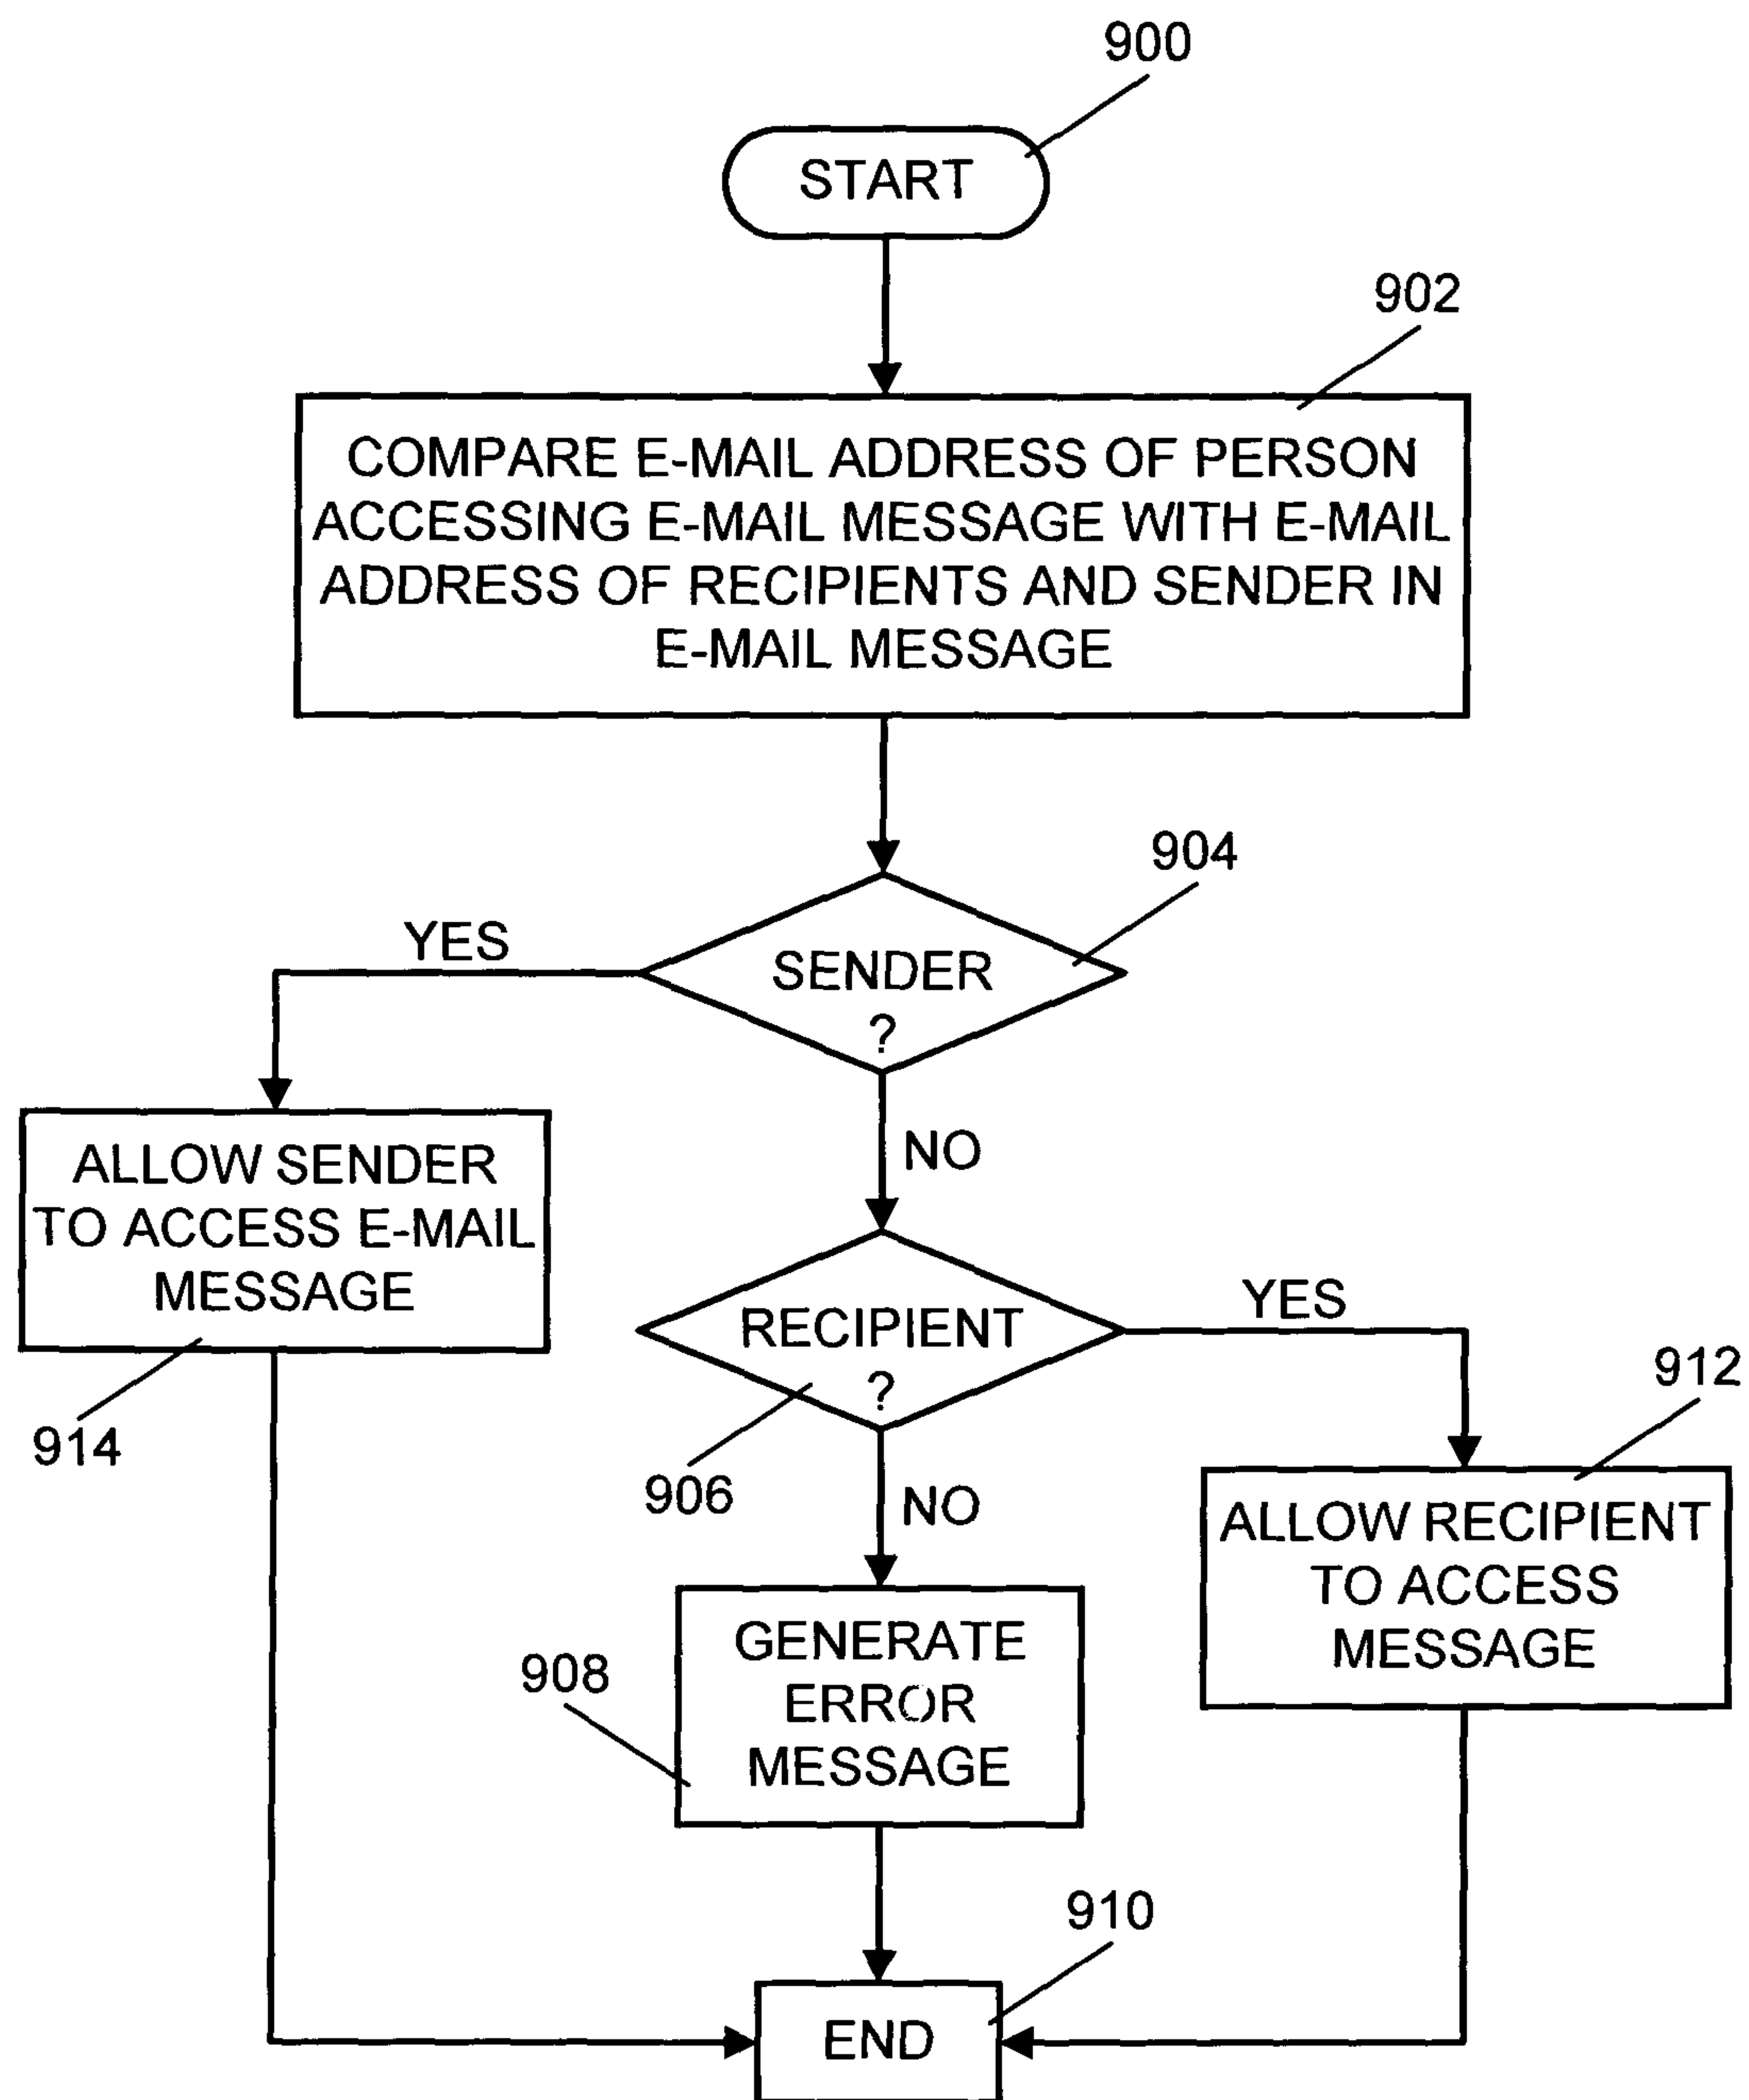 900
START
902
COMPARE E-MAIL ADDRESS OF PERSON
ACCESSING E-MAIL MESSAGE WITH E-MAIL
ADDRESS OF RECIPIENTS AND SENDER IN
E-MAIL MESSAGE
904
YES
SENDER
?
NO
ALLOW SENDER
TO ACCESS E-MAIL
MESSAGE
914
RECIPIENT
?
YES
906
912
NO
ALLOW RECIPIENT
TO ACCESS
MESSAGE
908
GENERATE
ERROR
MESSAGE
910
END